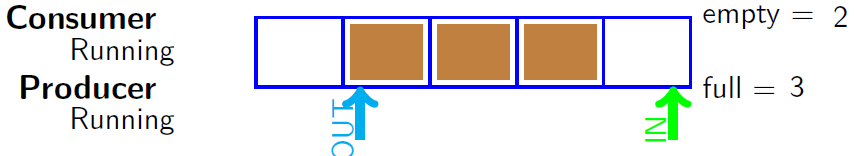 Consumer
Running
Producer
Running
OUT
IN
empty = 2
full = 3